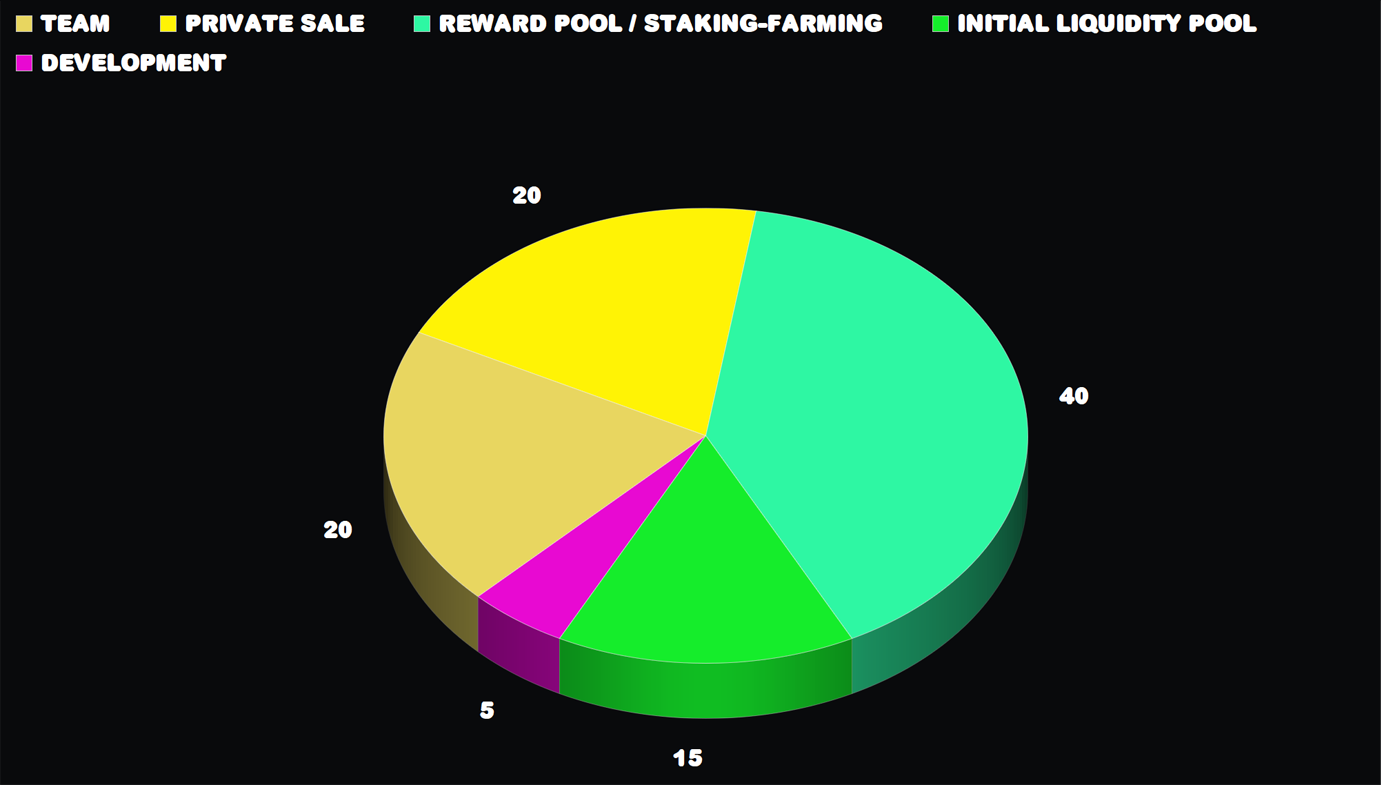 TEAM PRIVATE SALE REWARD POOL / STAKING-FARMING INITIAL LIQUIDITY POOL
DEVELOPMENT
20
40
20
5
15